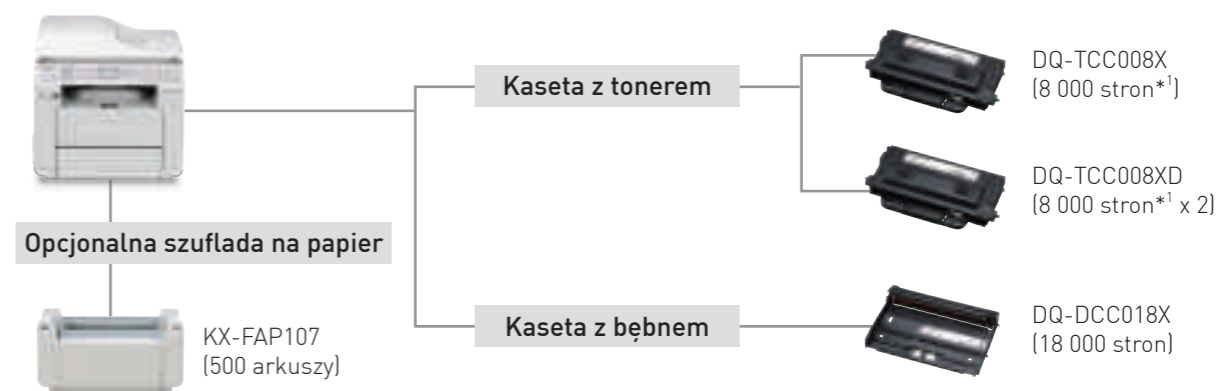 Kaseta z tonerem
DQ-TCC008X
(8 000 stron*1)
DQ-TCC008XD
(8 000 stron*1 x 2)
Opcjonalna szuflada na papier
KX-FAP107
(500 arkuszy)
Kaseta z bębnem
DQ-DCC018X
(18 000 stron)